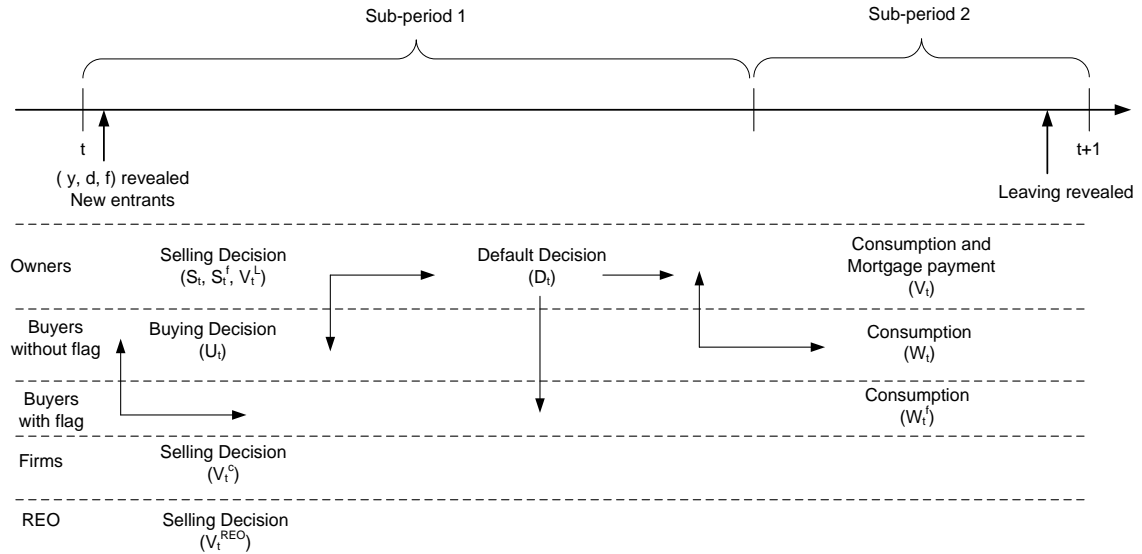 Sub-period 1
Sub-period 2
t
t+1
( y, d, f) revealed
New entrants
Leaving revealed
Owners
Selling Decision
(Sₜ, Sₜᶠ, Vₜᴸ)
Default Decision
(Dₜ)
Consumption and
Mortgage payment
(Vₜ)
Buyers
without flag
Buying Decision
(Uₜ)
Consumption
(Wₜ)
Buyers
with flag
Consumption
(Wₜᶠ)
Firms
Selling Decision
(Vₜᶜ)
REO
Selling Decision
(Vₜᴿᴱᴼ)